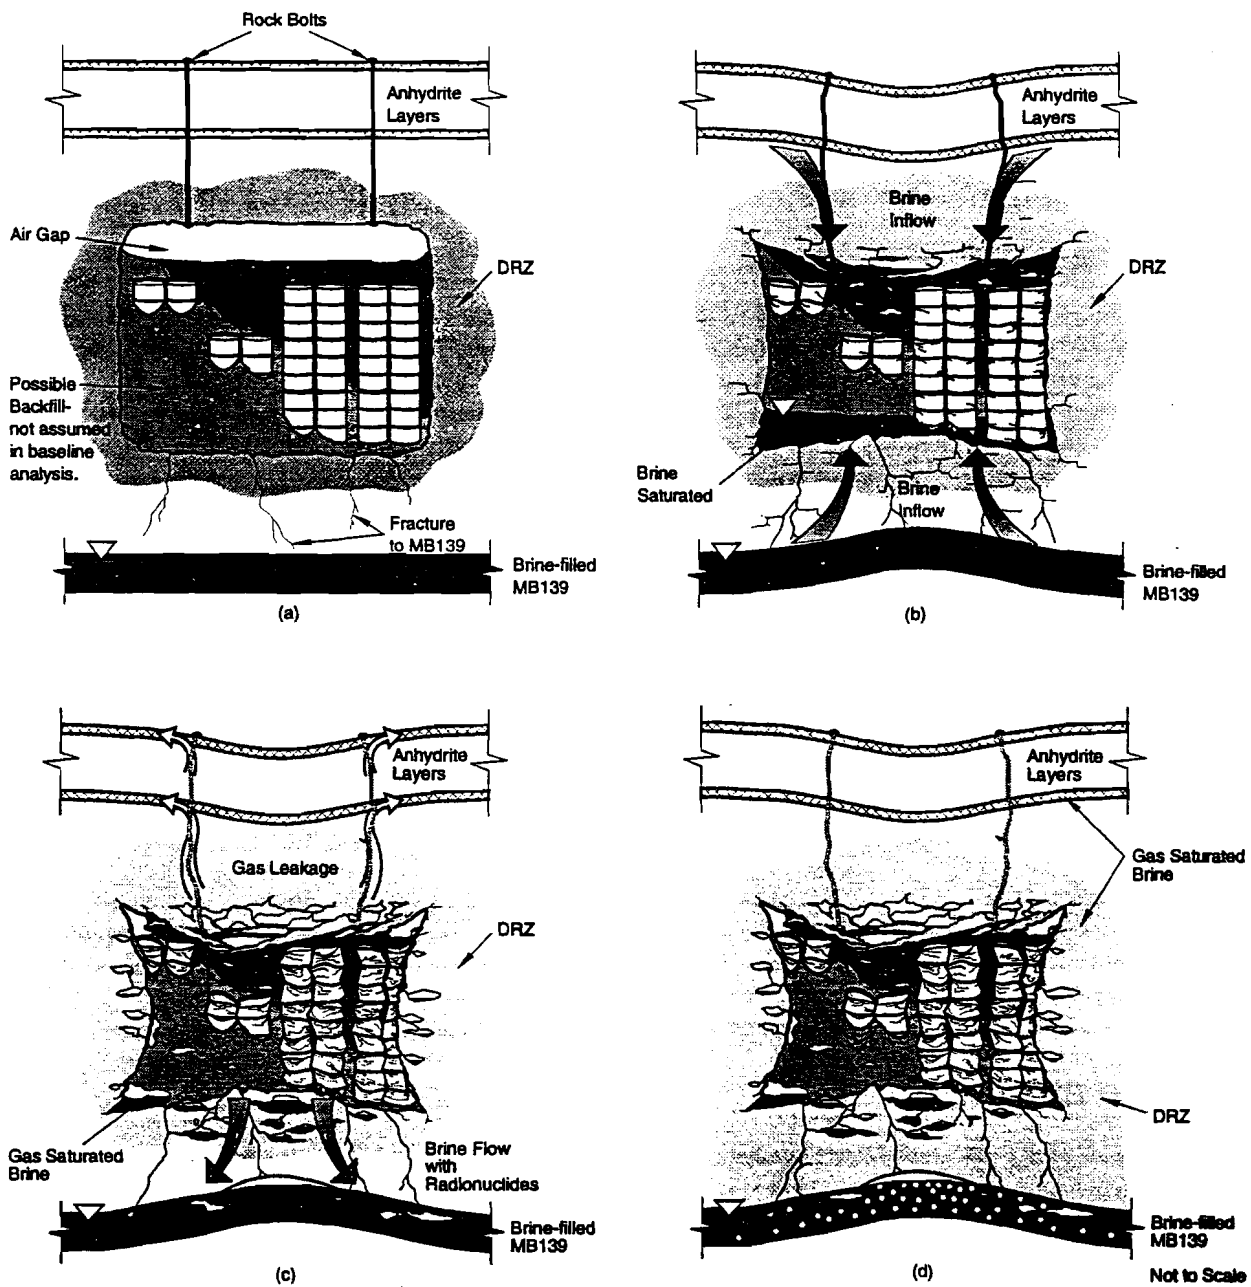 Rock Bolts
Anhydrite
Layers
Air Gap
DRZ
Possible
Backfill-
not assumed
in baseline
analysis.
Fracture
to MB139
Brine-filled
MB139
(a)
Anhydrite
Layers
Brine
Inflow
DRZ
Brine
Saturated
Brine
Inflow
Brine-filled
MB139
(b)
Anhydrite
Layers
Gas Leakage
DRZ
Gas Saturated
Brine
Brine Flow
with
Radionuclides
Brine-filled
MB139
(c)
Anhydrite
Layers
Gas Saturated
Brine
DRZ
Brine-filled
MB139
(d)
Not to Scale